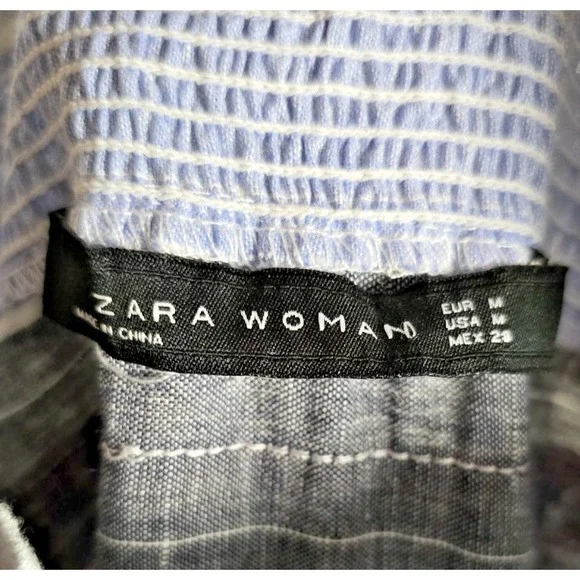 ZARA WOMAN
MADE IN CHINA
EUR M
USA M
MEX 28